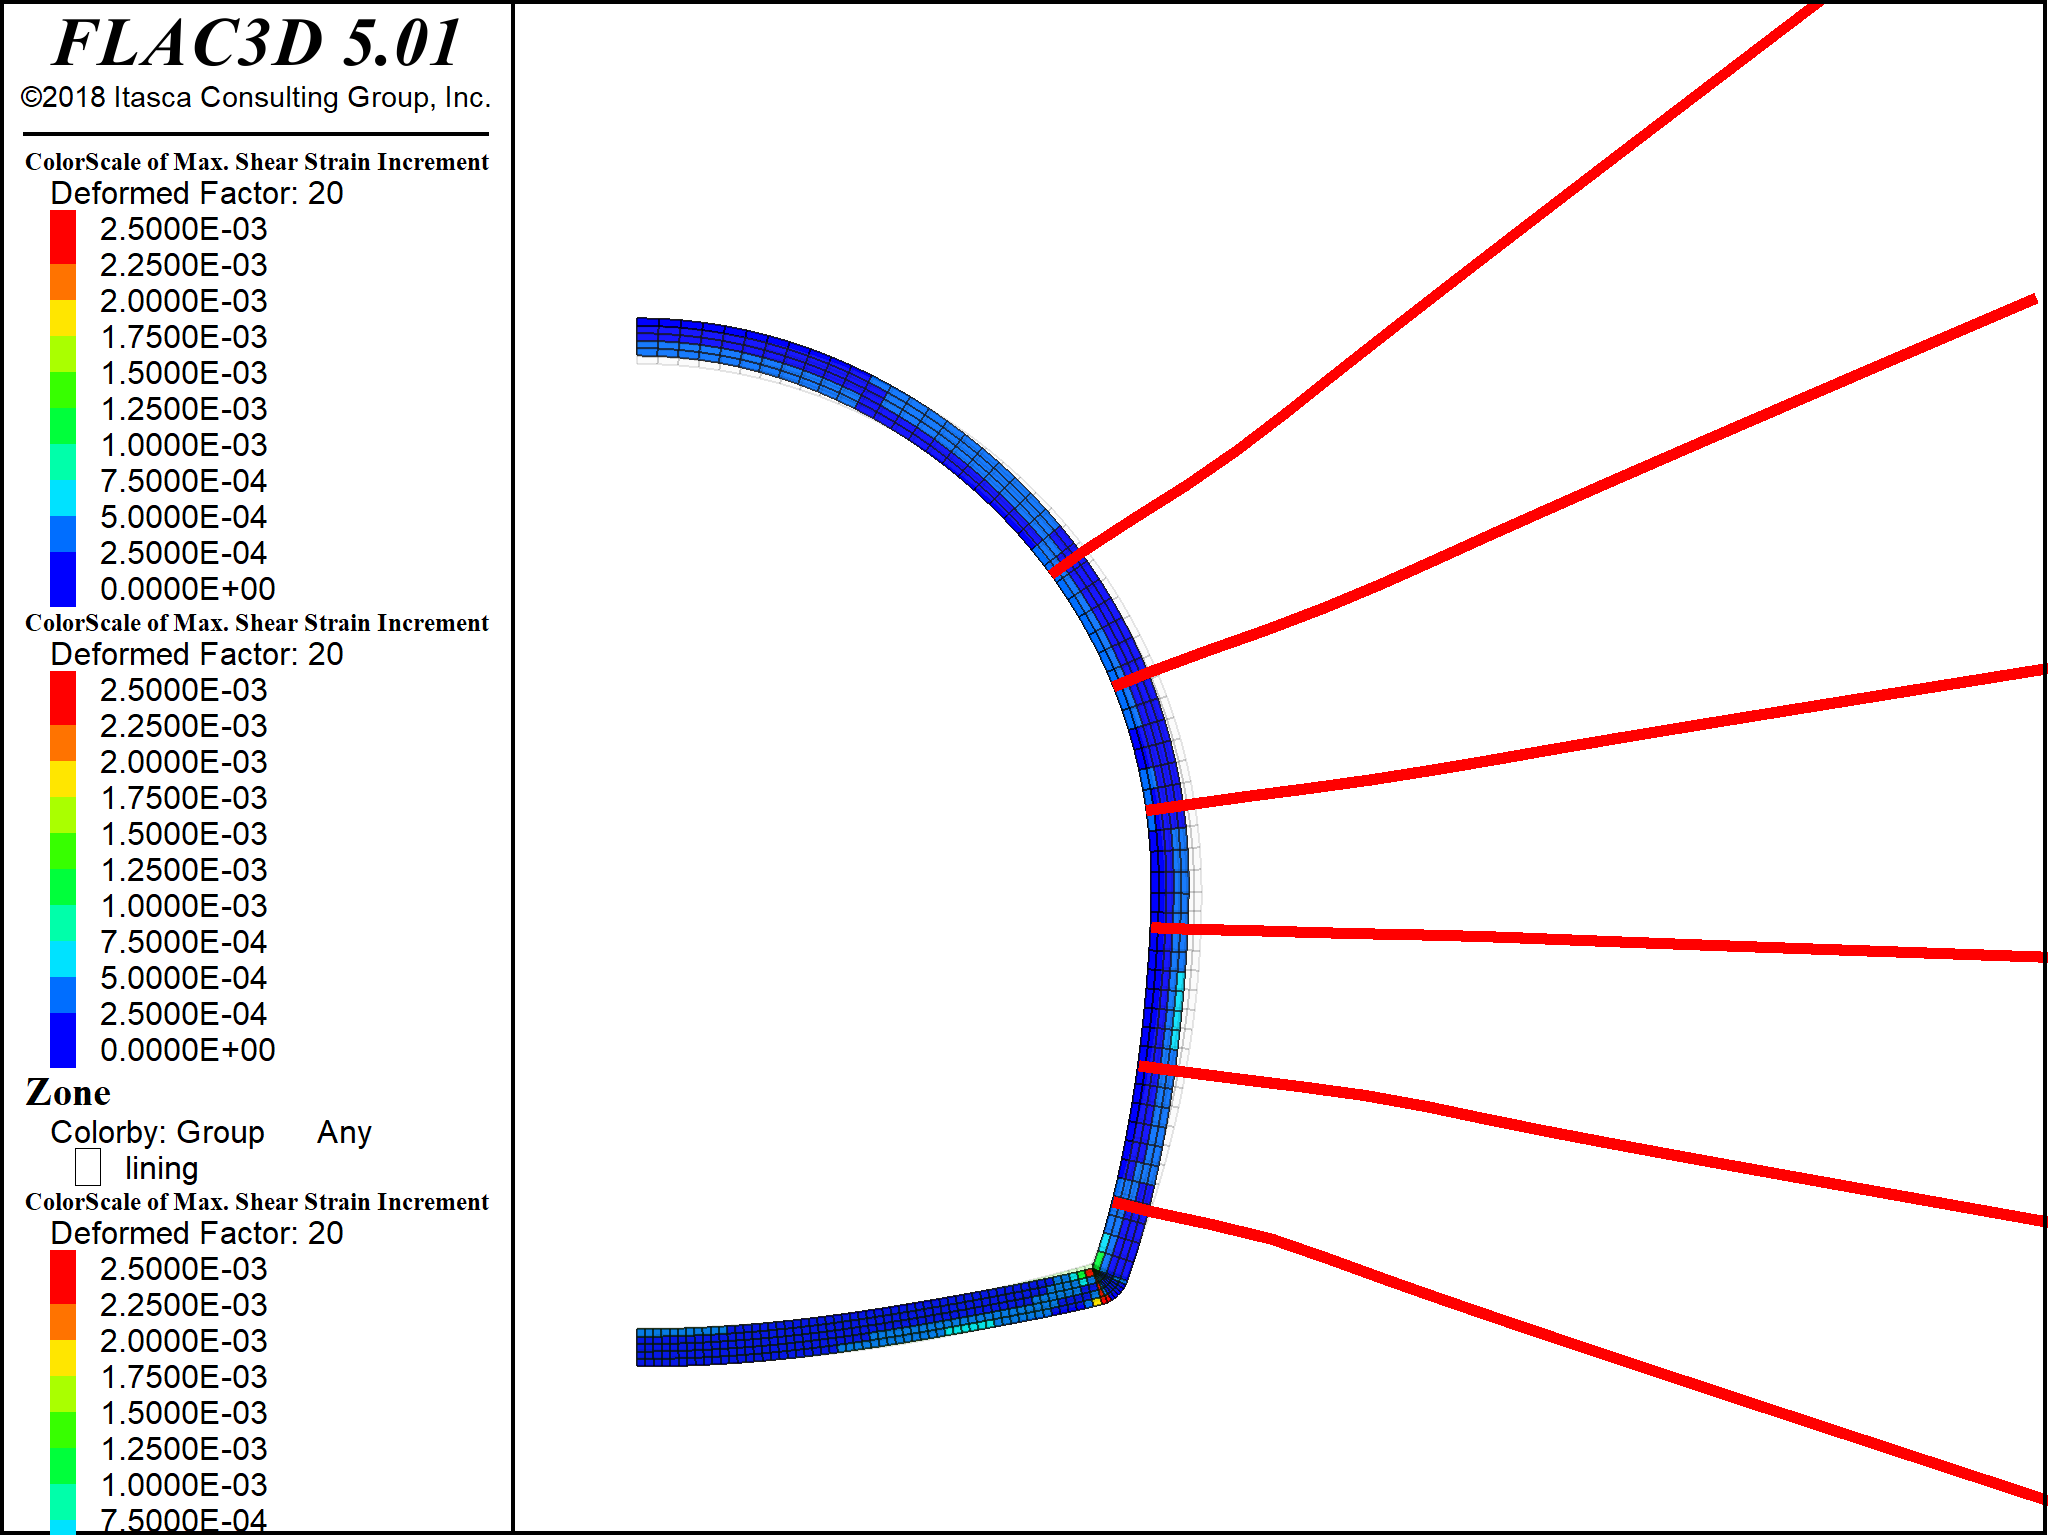 FLAC3D 5.01
©2018 Itasca Consulting Group, Inc.
ColorScale of Max. Shear Strain Increment
Deformed Factor: 20
2.5000E-03
2.2500E-03
2.0000E-03
1.7500E-03
1.5000E-03
1.2500E-03
1.0000E-03
7.5000E-04
5.0000E-04
2.5000E-04
0.0000E+00
ColorScale of Max. Shear Strain Increment
Deformed Factor: 20
2.5000E-03
2.2500E-03
2.0000E-03
1.7500E-03
1.5000E-03
1.2500E-03
1.0000E-03
7.5000E-04
5.0000E-04
2.5000E-04
0.0000E+00
Zone
Colorby: Group Any
lining
ColorScale of Max. Shear Strain Increment
Deformed Factor: 20
2.5000E-03
2.2500E-03
2.0000E-03
1.7500E-03
1.5000E-03
1.2500E-03
1.0000E-03
7.5000E-04